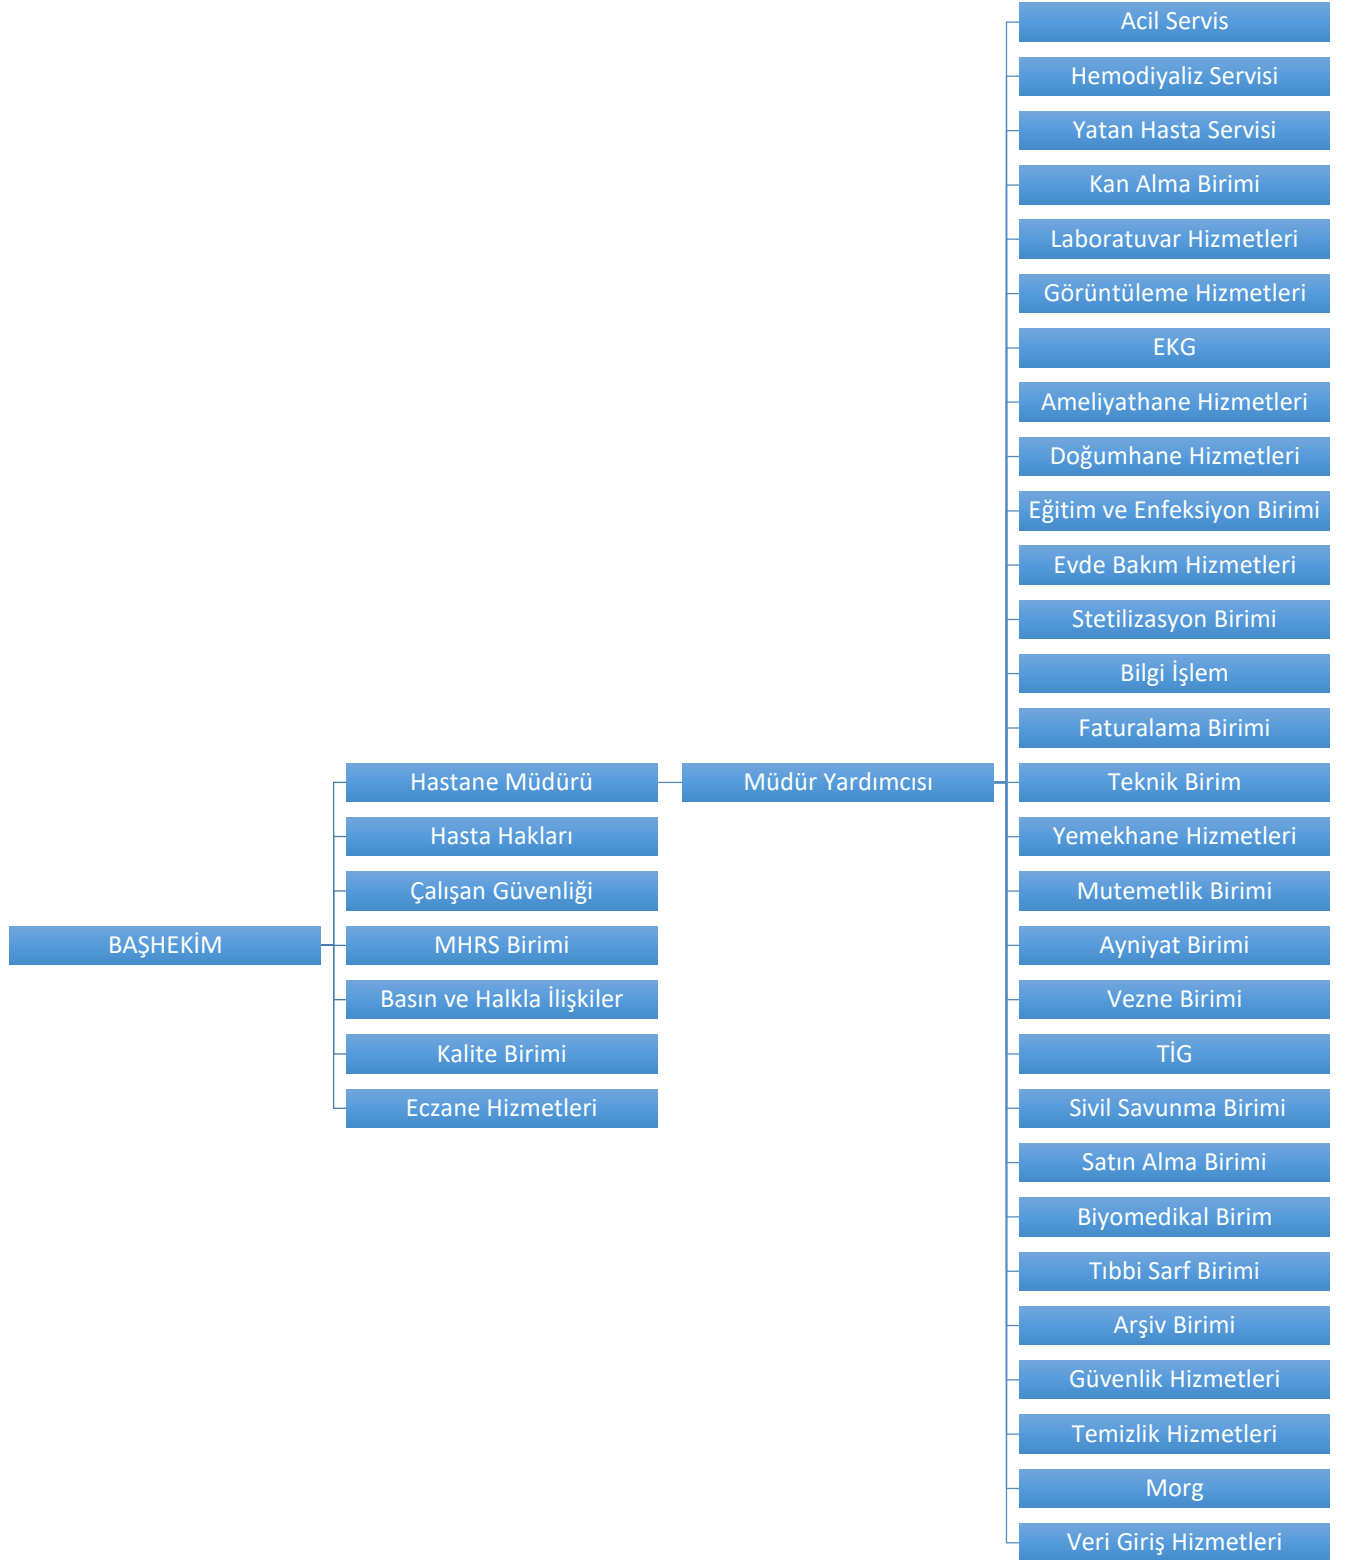 BAŞHEKİM
Hastane Müdürü
Hasta Hakları
Çalışan Güvenliği
MHRS Birimi
Basın ve Halkla İlişkiler
Kalite Birimi
Eczane Hizmetleri
Müdür Yardımcısı
Acil Servis
Hemodiyaliz Servisi
Yatan Hasta Servisi
Kan Alma Birimi
Laboratuvar Hizmetleri
Görüntüleme Hizmetleri
EKG
Ameliyathane Hizmetleri
Doğumhane Hizmetleri
Eğitim ve Enfeksiyon Birimi
Evde Bakım Hizmetleri
Stetilizasyon Birimi
Bilgi İşlem
Faturalama Birimi
Teknik Birim
Yemekhane Hizmetleri
Mutemetlik Birimi
Ayniyat Birimi
Vezne Birimi
TİG
Sivil Savunma Birimi
Satın Alma Birimi
Biyomedikal Birim
Tıbbi Sarf Birimi
Arşiv Birimi
Güvenlik Hizmetleri
Temizlik Hizmetleri
Morg
Veri Giriş Hizmetleri